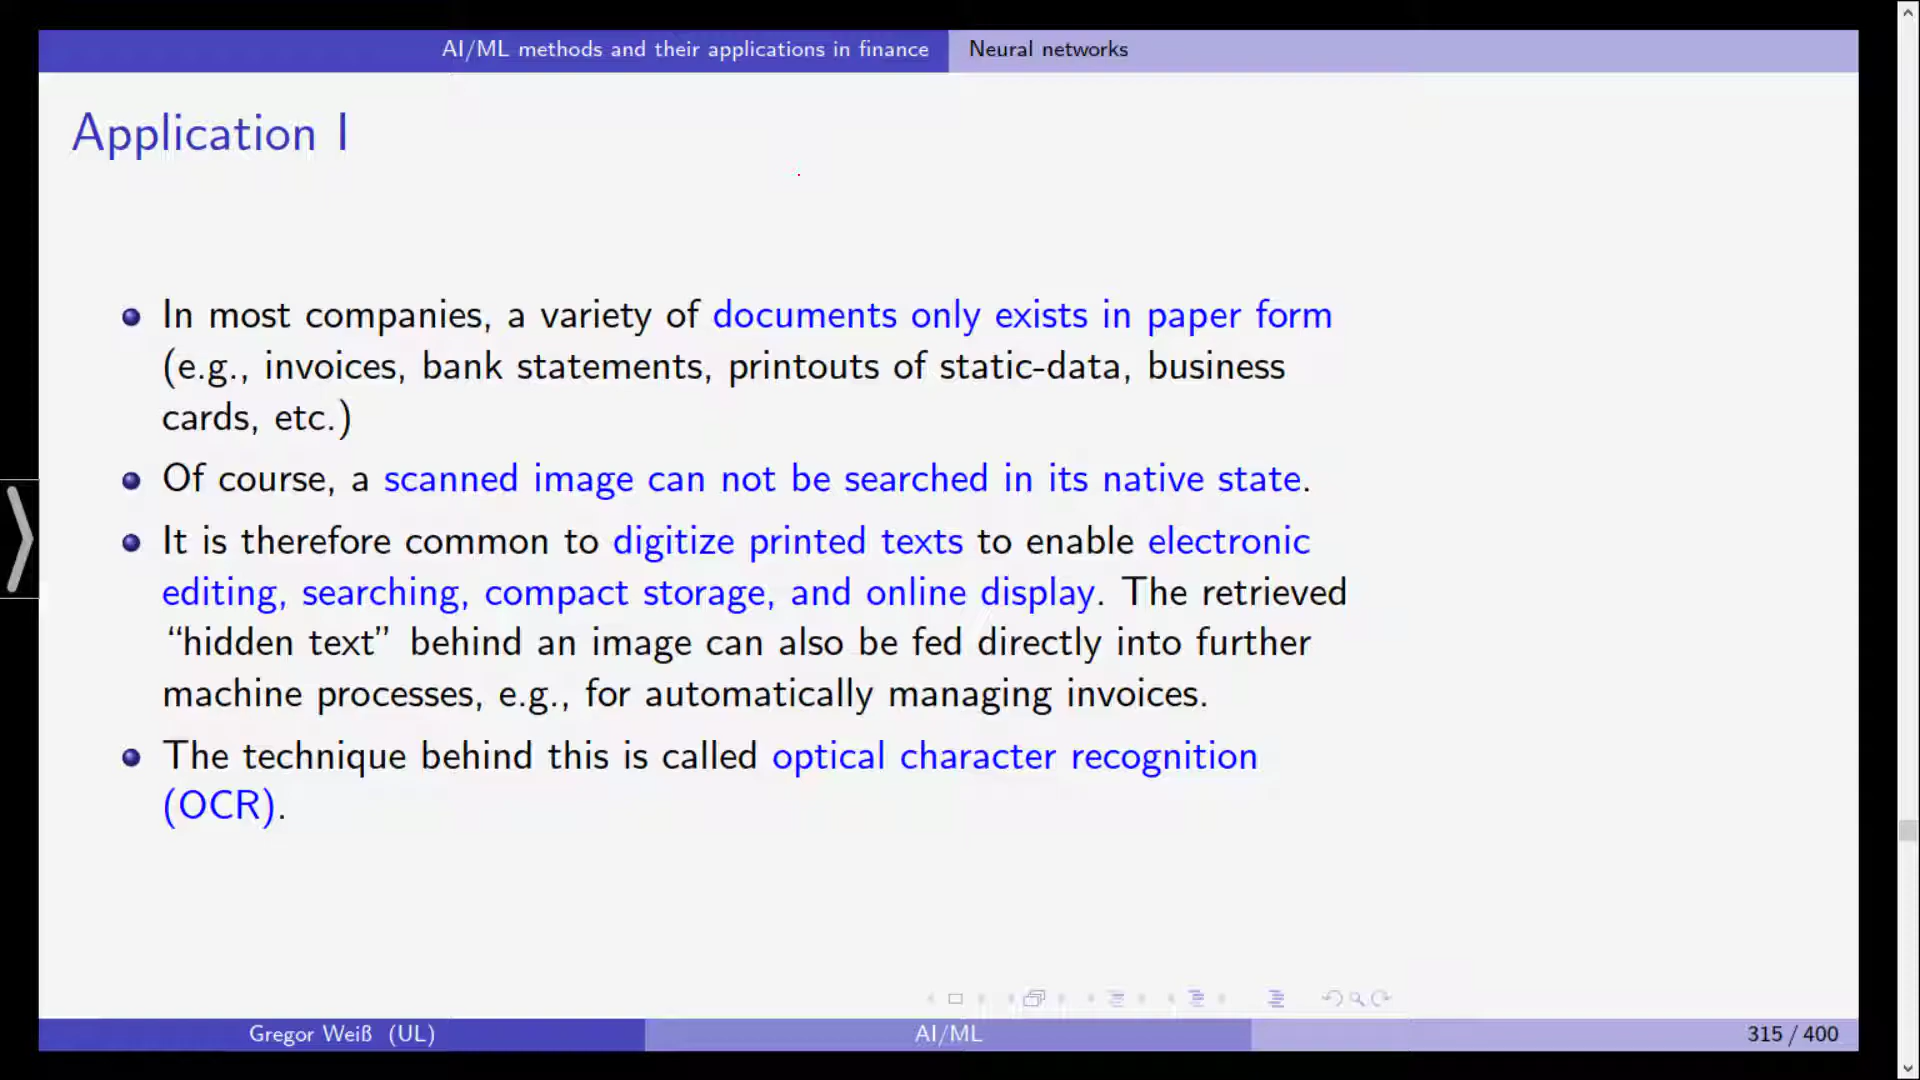 AI/ML methods and their applications in finance
Neural networks
Application I
In most companies, a variety of documents only exists in paper form
(e.g., invoices, bank statements, printouts of static-data, business
cards, etc.)
Of course, a scanned image can not be searched in its native state.
It is therefore common to digitize printed texts to enable electronic
editing, searching, compact storage, and online display. The retrieved
“hidden text” behind an image can also be fed directly into further
machine processes, e.g., for automatically managing invoices.
The technique behind this is called optical character recognition
(OCR).
Gregor Weiß (UL)
AI/ML
315 / 400